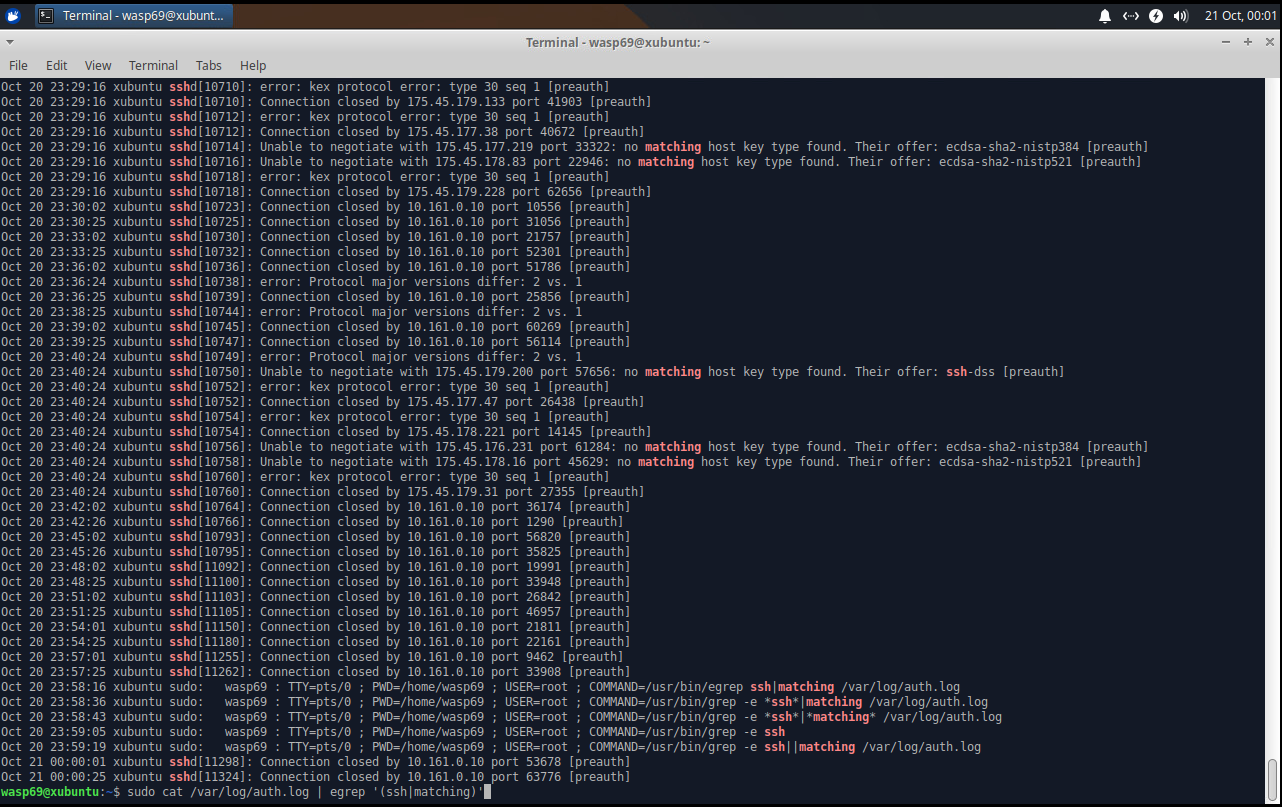 Terminal - wasp69@xubunt...
21 Oct, 00:01
Terminal - wasp69@xubuntu: ~
File Edit View Terminal Tabs Help
Oct 20 23:29:16 xubuntu sshd[10710]: error: kex protocol error: type 30 seq 1 [preauth]
Oct 20 23:29:16 xubuntu sshd[10710]: Connection closed by 175.45.179.133 port 41903 [preauth]
Oct 20 23:29:16 xubuntu sshd[10712]: error: kex protocol error: type 30 seq 1 [preauth]
Oct 20 23:29:16 xubuntu sshd[10712]: Connection closed by 175.45.177.38 port 40672 [preauth]
Oct 20 23:29:16 xubuntu sshd[10714]: Unable to negotiate with 175.45.177.219 port 33322: no matching host key type found. Their offer: ecdsa-sha2-nistp384 [preauth]
Oct 20 23:29:16 xubuntu sshd[10716]: Unable to negotiate with 175.45.178.83 port 22946: no matching host key type found. Their offer: ecdsa-sha2-nistp521 [preauth]
Oct 20 23:29:16 xubuntu sshd[10718]: error: kex protocol error: type 30 seq 1 [preauth]
Oct 20 23:29:16 xubuntu sshd[10718]: Connection closed by 175.45.179.228 port 62656 [preauth]
Oct 20 23:30:02 xubuntu sshd[10723]: Connection closed by 10.161.0.10 port 10556 [preauth]
Oct 20 23:30:25 xubuntu sshd[10725]: Connection closed by 10.161.0.10 port 31056 [preauth]
Oct 20 23:33:02 xubuntu sshd[10730]: Connection closed by 10.161.0.10 port 21757 [preauth]
Oct 20 23:33:25 xubuntu sshd[10732]: Connection closed by 10.161.0.10 port 52301 [preauth]
Oct 20 23:36:02 xubuntu sshd[10736]: Connection closed by 10.161.0.10 port 51786 [preauth]
Oct 20 23:36:24 xubuntu sshd[10738]: error: Protocol major versions differ: 2 vs. 1
Oct 20 23:36:25 xubuntu sshd[10739]: Connection closed by 10.161.0.10 port 25856 [preauth]
Oct 20 23:38:25 xubuntu sshd[10744]: error: Protocol major versions differ: 2 vs. 1
Oct 20 23:39:02 xubuntu sshd[10745]: Connection closed by 10.161.0.10 port 60269 [preauth]
Oct 20 23:39:25 xubuntu sshd[10747]: Connection closed by 10.161.0.10 port 56114 [preauth]
Oct 20 23:40:24 xubuntu sshd[10749]: error: Protocol major versions differ: 2 vs. 1
Oct 20 23:40:24 xubuntu sshd[10750]: Unable to negotiate with 175.45.179.200 port 57656: no matching host key type found. Their offer: ssh-dss [preauth]
Oct 20 23:40:24 xubuntu sshd[10752]: error: kex protocol error: type 30 seq 1 [preauth]
Oct 20 23:40:24 xubuntu sshd[10752]: Connection closed by 175.45.177.47 port 26438 [preauth]
Oct 20 23:40:24 xubuntu sshd[10754]: error: kex protocol error: type 30 seq 1 [preauth]
Oct 20 23:40:24 xubuntu sshd[10754]: Connection closed by 175.45.178.221 port 14145 [preauth]
Oct 20 23:40:24 xubuntu sshd[10756]: Unable to negotiate with 175.45.176.231 port 61284: no matching host key type found. Their offer: ecdsa-sha2-nistp384 [preauth]
Oct 20 23:40:24 xubuntu sshd[10758]: Unable to negotiate with 175.45.178.16 port 45629: no matching host key type found. Their offer: ecdsa-sha2-nistp521 [preauth]
Oct 20 23:40:24 xubuntu sshd[10760]: error: kex protocol error: type 30 seq 1 [preauth]
Oct 20 23:40:24 xubuntu sshd[10760]: Connection closed by 175.45.179.31 port 27355 [preauth]
Oct 20 23:42:02 xubuntu sshd[10764]: Connection closed by 10.161.0.10 port 36174 [preauth]
Oct 20 23:42:26 xubuntu sshd[10766]: Connection closed by 10.161.0.10 port 1290 [preauth]
Oct 20 23:45:02 xubuntu sshd[10793]: Connection closed by 10.161.0.10 port 56820 [preauth]
Oct 20 23:45:26 xubuntu sshd[10795]: Connection closed by 10.161.0.10 port 35825 [preauth]
Oct 20 23:48:02 xubuntu sshd[11092]: Connection closed by 10.161.0.10 port 19991 [preauth]
Oct 20 23:48:25 xubuntu sshd[11100]: Connection closed by 10.161.0.10 port 33948 [preauth]
Oct 20 23:51:02 xubuntu sshd[11103]: Connection closed by 10.161.0.10 port 26842 [preauth]
Oct 20 23:51:25 xubuntu sshd[11105]: Connection closed by 10.161.0.10 port 46957 [preauth]
Oct 20 23:54:01 xubuntu sshd[11150]: Connection closed by 10.161.0.10 port 21811 [preauth]
Oct 20 23:54:25 xubuntu sshd[11180]: Connection closed by 10.161.0.10 port 22161 [preauth]
Oct 20 23:57:01 xubuntu sshd[11255]: Connection closed by 10.161.0.10 port 9462 [preauth]
Oct 20 23:57:25 xubuntu sshd[11262]: Connection closed by 10.161.0.10 port 33908 [preauth]
Oct 20 23:58:16 xubuntu sudo:   wasp69 : TTY=pts/0 ; PWD=/home/wasp69 ; USER=root ; COMMAND=/usr/bin/egrep ssh|matching /var/log/auth.log
Oct 20 23:58:36 xubuntu sudo:   wasp69 : TTY=pts/0 ; PWD=/home/wasp69 ; USER=root ; COMMAND=/usr/bin/grep -e *ssh*|matching /var/log/auth.log
Oct 20 23:58:43 xubuntu sudo:   wasp69 : TTY=pts/0 ; PWD=/home/wasp69 ; USER=root ; COMMAND=/usr/bin/grep -e *ssh*|*matching* /var/log/auth.log
Oct 20 23:59:05 xubuntu sudo:   wasp69 : TTY=pts/0 ; PWD=/home/wasp69 ; USER=root ; COMMAND=/usr/bin/grep -e ssh
Oct 20 23:59:19 xubuntu sudo:   wasp69 : TTY=pts/0 ; PWD=/home/wasp69 ; USER=root ; COMMAND=/usr/bin/grep -e ssh||matching /var/log/auth.log
Oct 21 00:00:01 xubuntu sshd[11298]: Connection closed by 10.161.0.10 port 53678 [preauth]
Oct 21 00:00:25 xubuntu sshd[11324]: Connection closed by 10.161.0.10 port 63776 [preauth]
wasp69@xubuntu:~$ sudo cat /var/log/auth.log | egrep '(ssh|matching)'